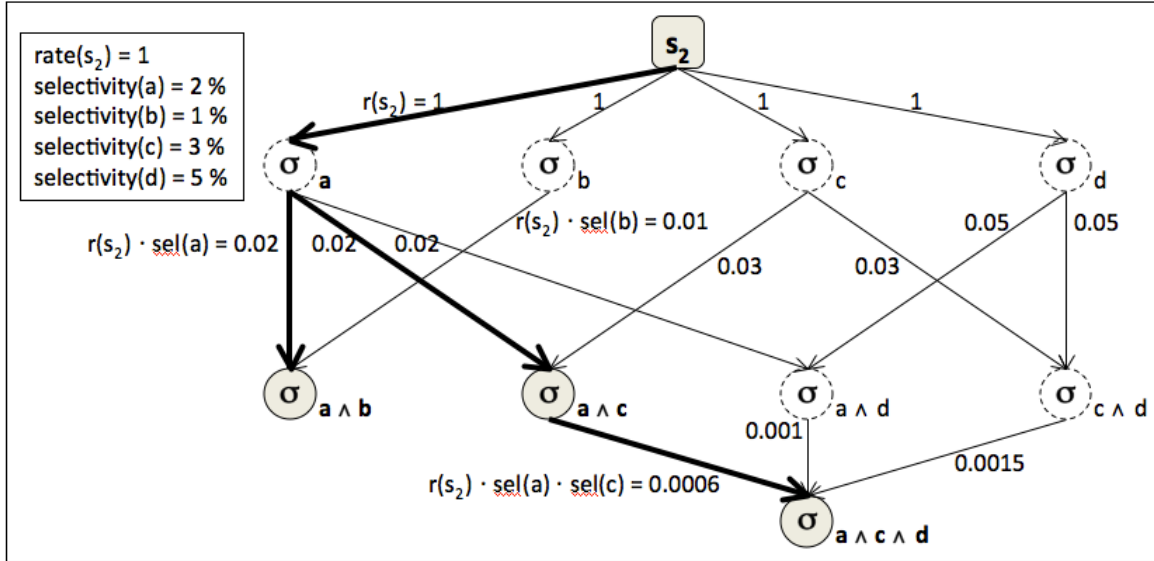 rate(s₂) = 1
selectivity(a) = 2 %
selectivity(b) = 1 %
selectivity(c) = 3 %
selectivity(d) = 5 %
s₂
r(s₂) = 1
1
1
1
σ a
σ b
σ c
σ d
r(s₂) · sel(a) = 0.02
0.02
0.02
r(s₂) · sel(b) = 0.01
0.03
0.03
0.05
0.05
σ a ∧ b
σ a ∧ c
σ a ∧ d
σ c ∧ d
r(s₂) · sel(a) · sel(c) = 0.0006
0.001
0.0015
σ a ∧ c ∧ d